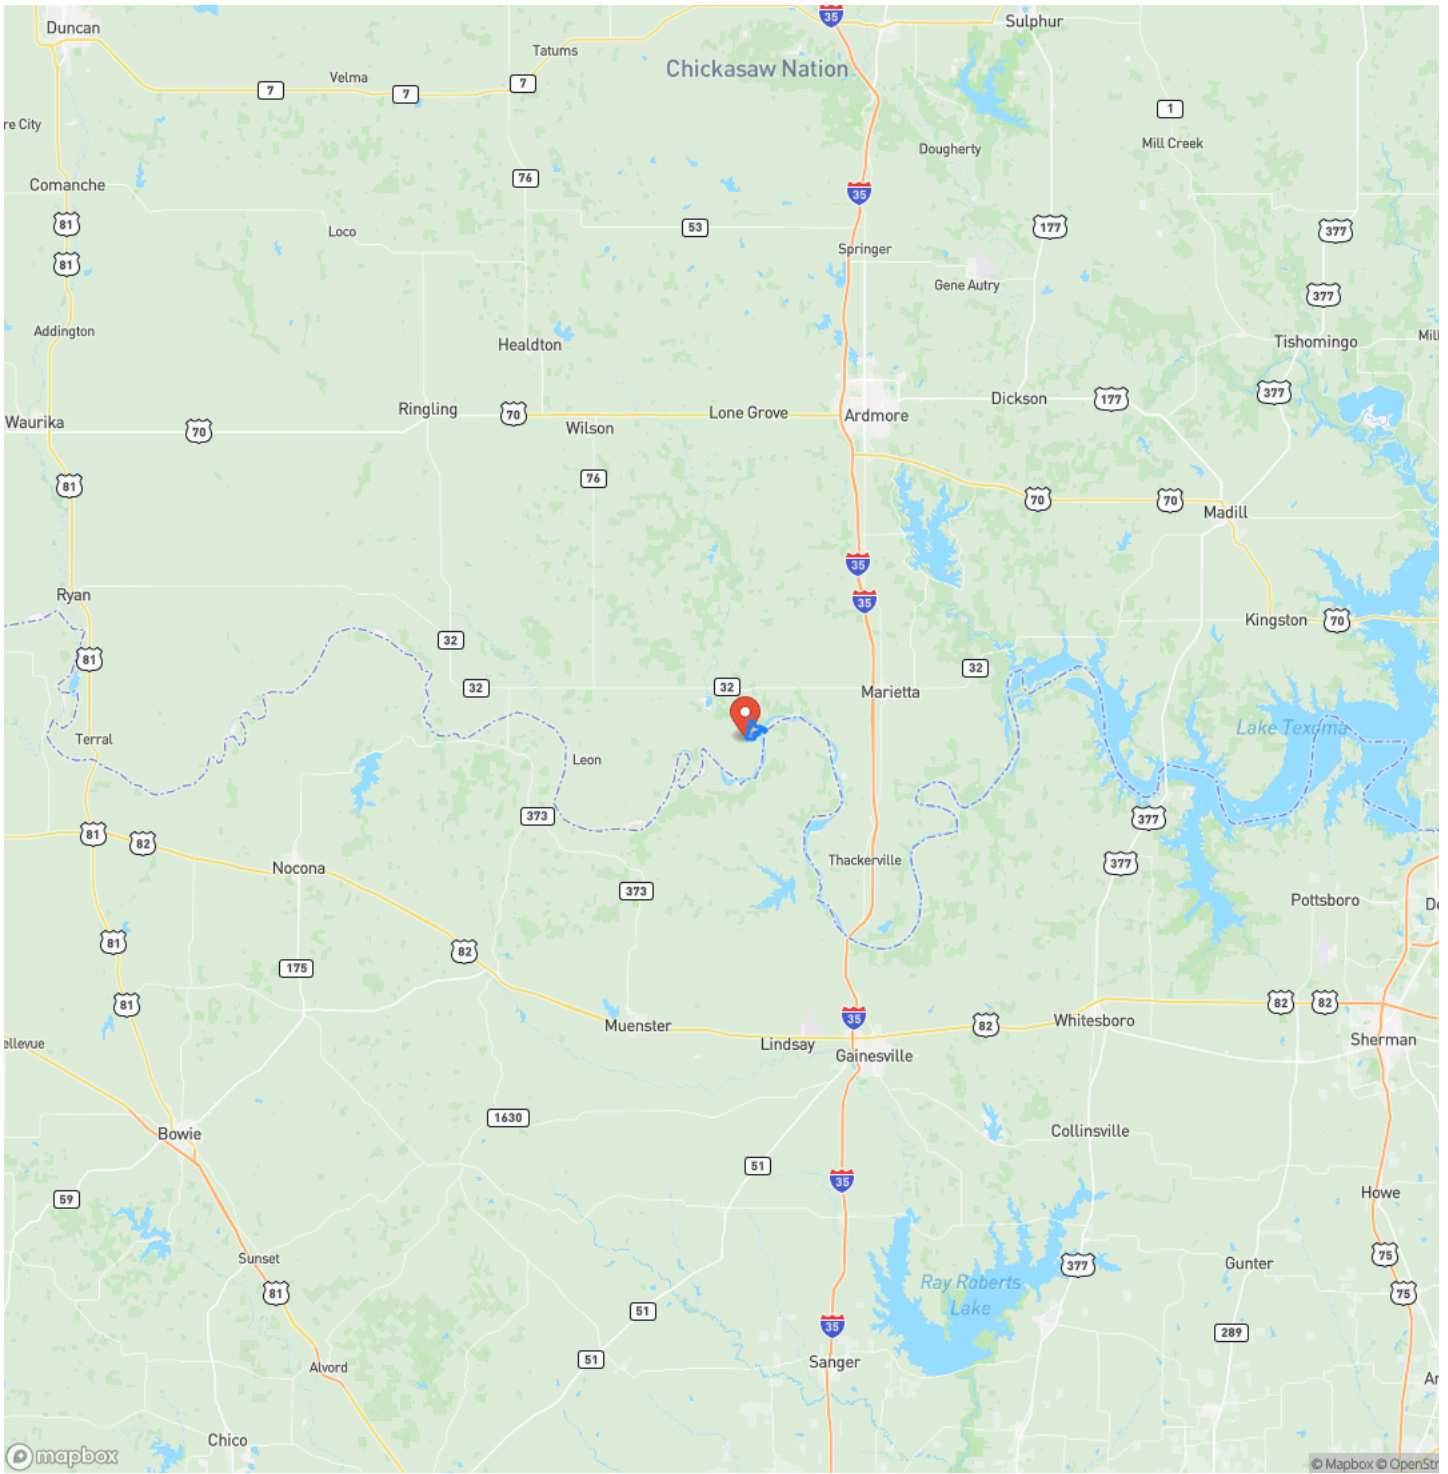 35
Duncan
Sulphur
Tatums
Chickasaw Nation
Velma
7
7
7
1
re City
Mill Creek
Dougherty
76
Comanche
35
81
Loco
53
177
377
Springer
81
Gene Autry
377
Addington
Healdton
Tishomingo
Mil
Dickson
177
377
Ringling
70
Lone Grove
Ardmore
Waurika
70
Wilson
76
81
70
70
Madill
35
Ryan
35
Kingston
70
32
81
32
32
32
Marietta
Lake Texoma
Terral
Leon
373
377
81
82
Thackerville
377
Nocona
373
Pottsboro
De
81
82
175
81
82
82
35
82
Whitesboro
Muenster
Lindsay
Gainesville
Sherman
ellevue
1630
Bowie
Collinsville
51
35
59
Howe
Sunset
75
377
Gunter
81
Ray Roberts
Lake
75
51
35
289
51
Sanger
Alvord
Ar
Chico
mapbox
© Mapbox © OpenStr